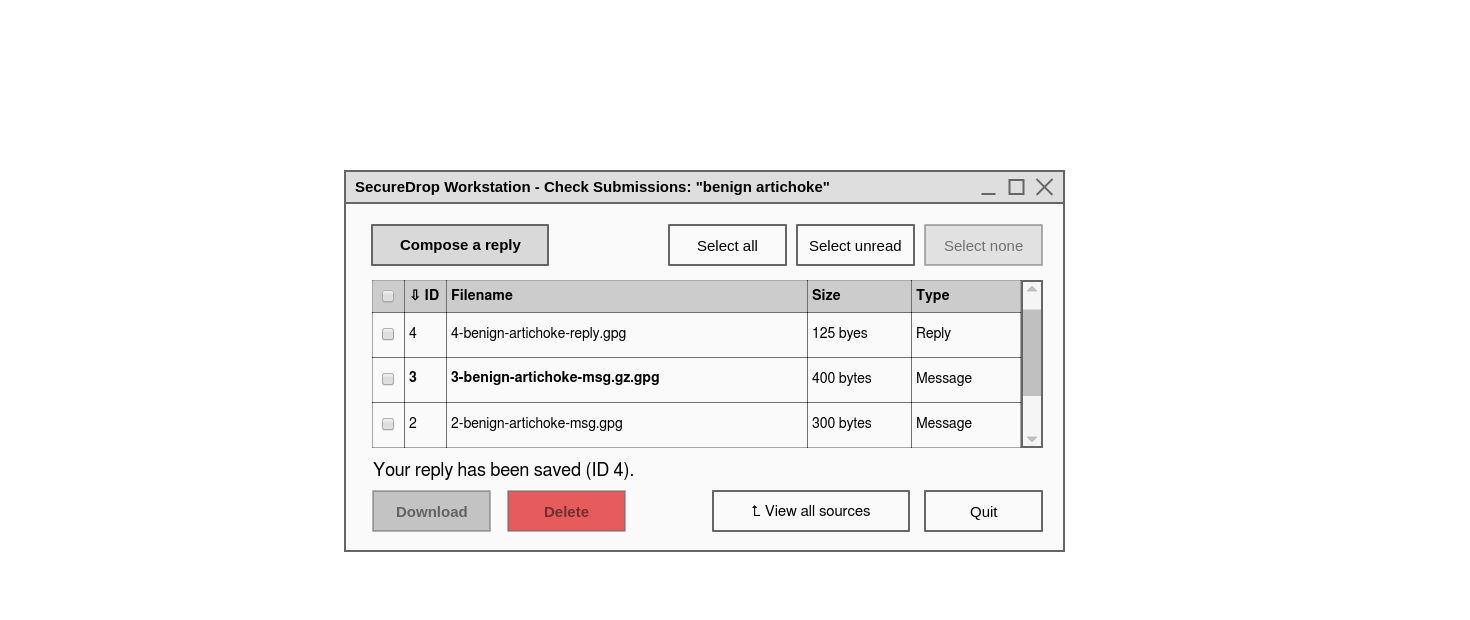 SecureDrop Workstation - Check Submissions: "benign artichoke"
Compose a reply Select all Select unread Select none
⇩ ID Filename Size Type
4 4-benign-artichoke-reply.gpg 125 byes Reply
3 3-benign-artichoke-msg.gz.gpg 400 bytes Message
2 2-benign-artichoke-msg.gpg 300 bytes Message
Your reply has been saved (ID 4).
Download Delete ⮤ View all sources Quit